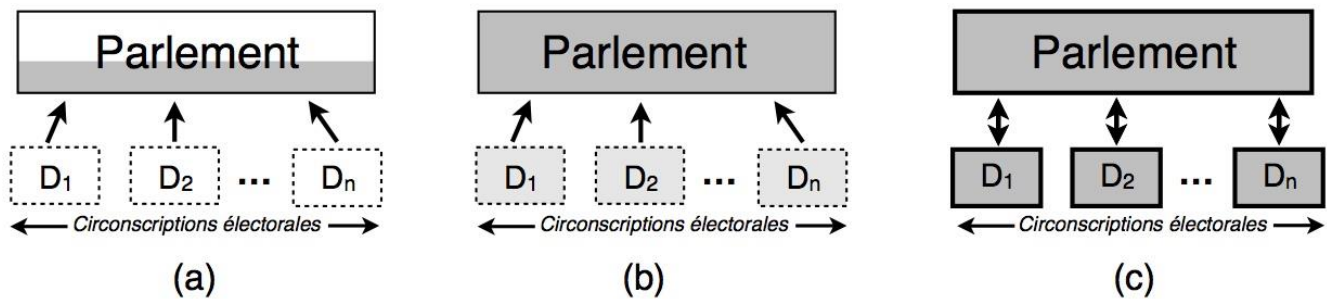 Parlement
D1 D2 ... Dn
Circonscriptions électorales
(a)
Parlement
D1 D2 ... Dn
Circonscriptions électorales
(b)
Parlement
D1 D2 ... Dn
Circonscriptions électorales
(c)